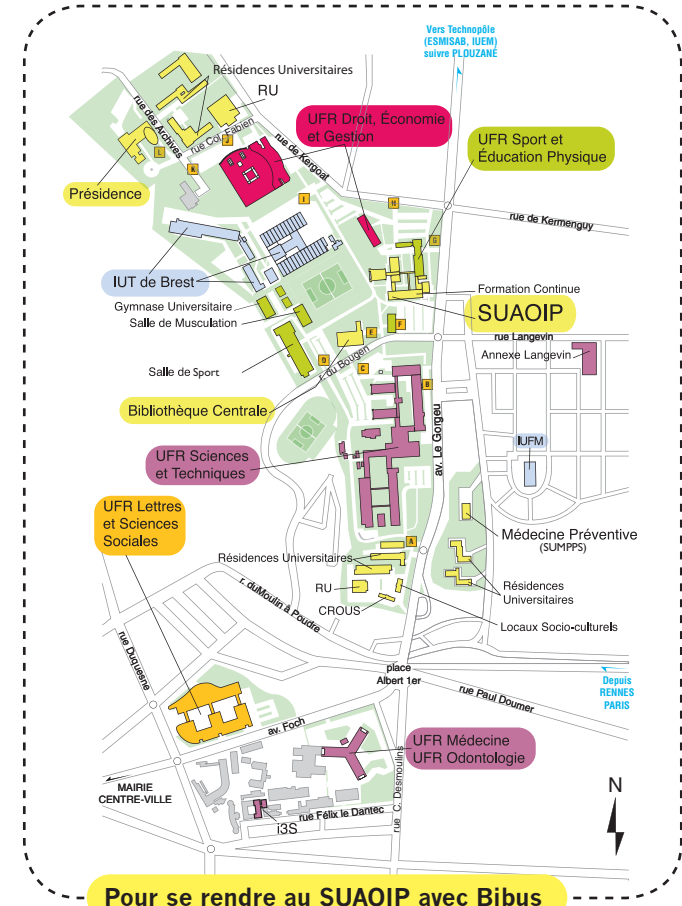 Vers Technopôle
(ESMISAB, IUEM)
suivre PLOUZANÉ
Résidences Universitaires
RU
rue des Archives
rue Col. Fabien
rue de Kergoat
UFR Droit, Économie
et Gestion
UFR Sport et
Éducation Physique
L
J
K
I
H
G
Présidence
rue de Kermenguy
IUT de Brest
Gymnase Universitaire
Salle de Musculation
Formation Continue
SUAOIP
F
E
D
C
B
rue Langevin
Annexe Langevin
r. du Bougen
Salle de Sport
Bibliothèque Centrale
av. Le Gorgeu
IUFM
UFR Sciences
et Techniques
UFR Lettres
et Sciences
Sociales
A
Médecine Préventive
(SUMPPS)
Résidences Universitaires
RU
CROUS
Résidences
Universitaires
Locaux Socio-culturels
r. duMoulin à Poudre
rue Duquesne
place
Albert 1er
rue Paul Doumer
Depuis
RENNES
PARIS
av. Foch
UFR Médecine
UFR Odontologie
MAIRIE
CENTRE-VILLE
i3S
rue Félix le Dantec
rue C. Desmoulins
N
Pour se rendre au SUAOIP avec Bibus